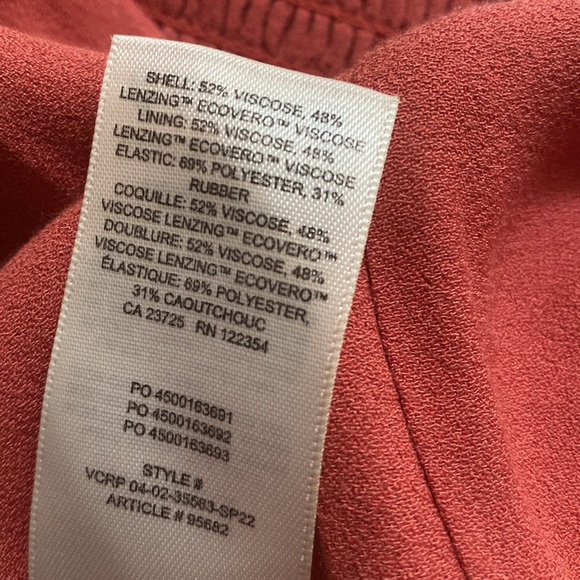 SHELL: 52% VISCOSE, 48%
LENZING™ ECOVERO™ VISCOSE
LINING: 52% VISCOSE, 48%
LENZING™ ECOVERO™ VISCOSE
ELASTIC: 69% POLYESTER, 31%
RUBBER
COQUILLE: 52% VISCOSE, 48%
VISCOSE LENZING™ ECOVERO™
DOUBLURE: 52% VISCOSE, 48%
VISCOSE LENZING™ ECOVERO™
ÉLASTIQUE: 69% POLYESTER,
31% CAOUTCHOUC
CA 23725 RN 122354
PO 4500163691
PO 4500163692
PO 4500163693
STYLE #
VCRP 04-02-35563-SP22
ARTICLE # 95682